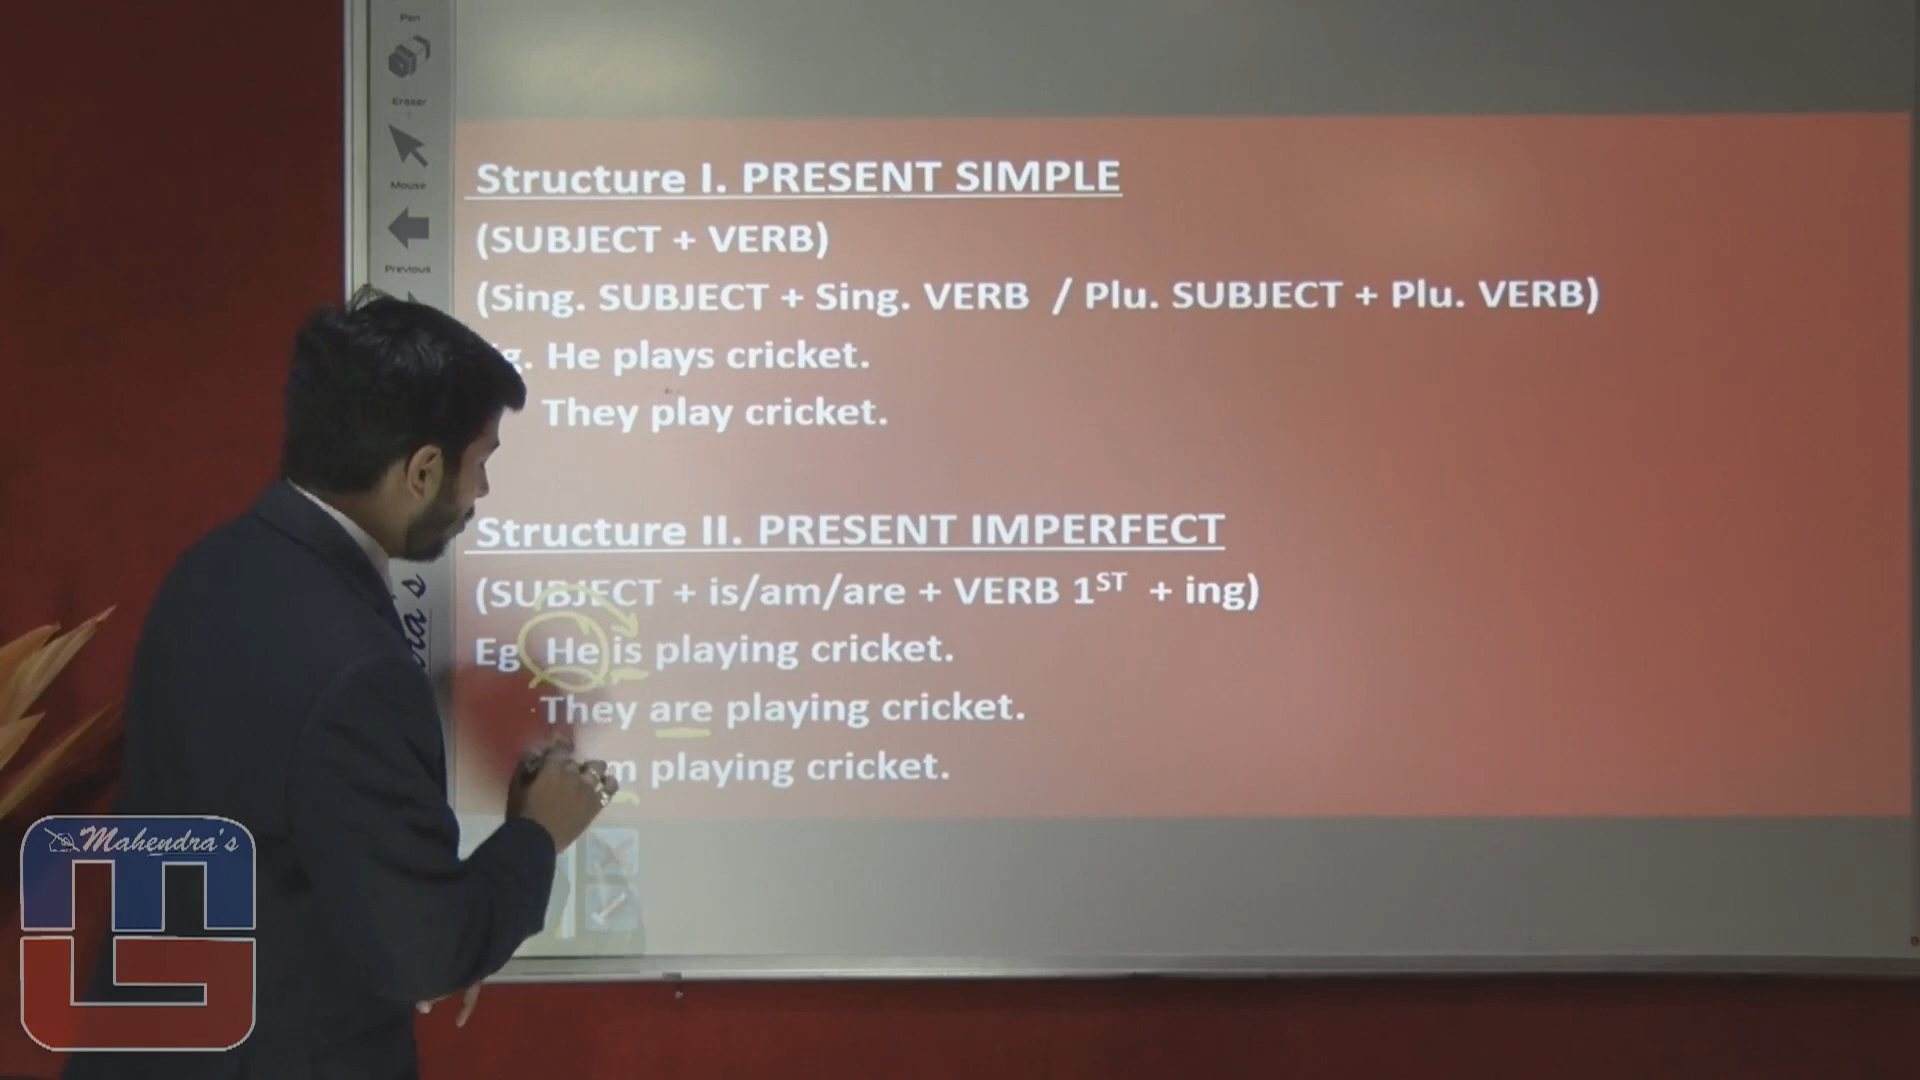 Pen
Eraser
Mouse
Previous
Structure I. PRESENT SIMPLE
(SUBJECT + VERB)
(Sing. SUBJECT + Sing. VERB / Plu. SUBJECT + Plu. VERB)
He plays cricket.
They play cricket.
Structure II. PRESENT IMPERFECT
(SUBJECT + is/am/are + VERB 1ST + ing)
Eg He is playing cricket.
They are playing cricket.
playing cricket.
Mahendra's